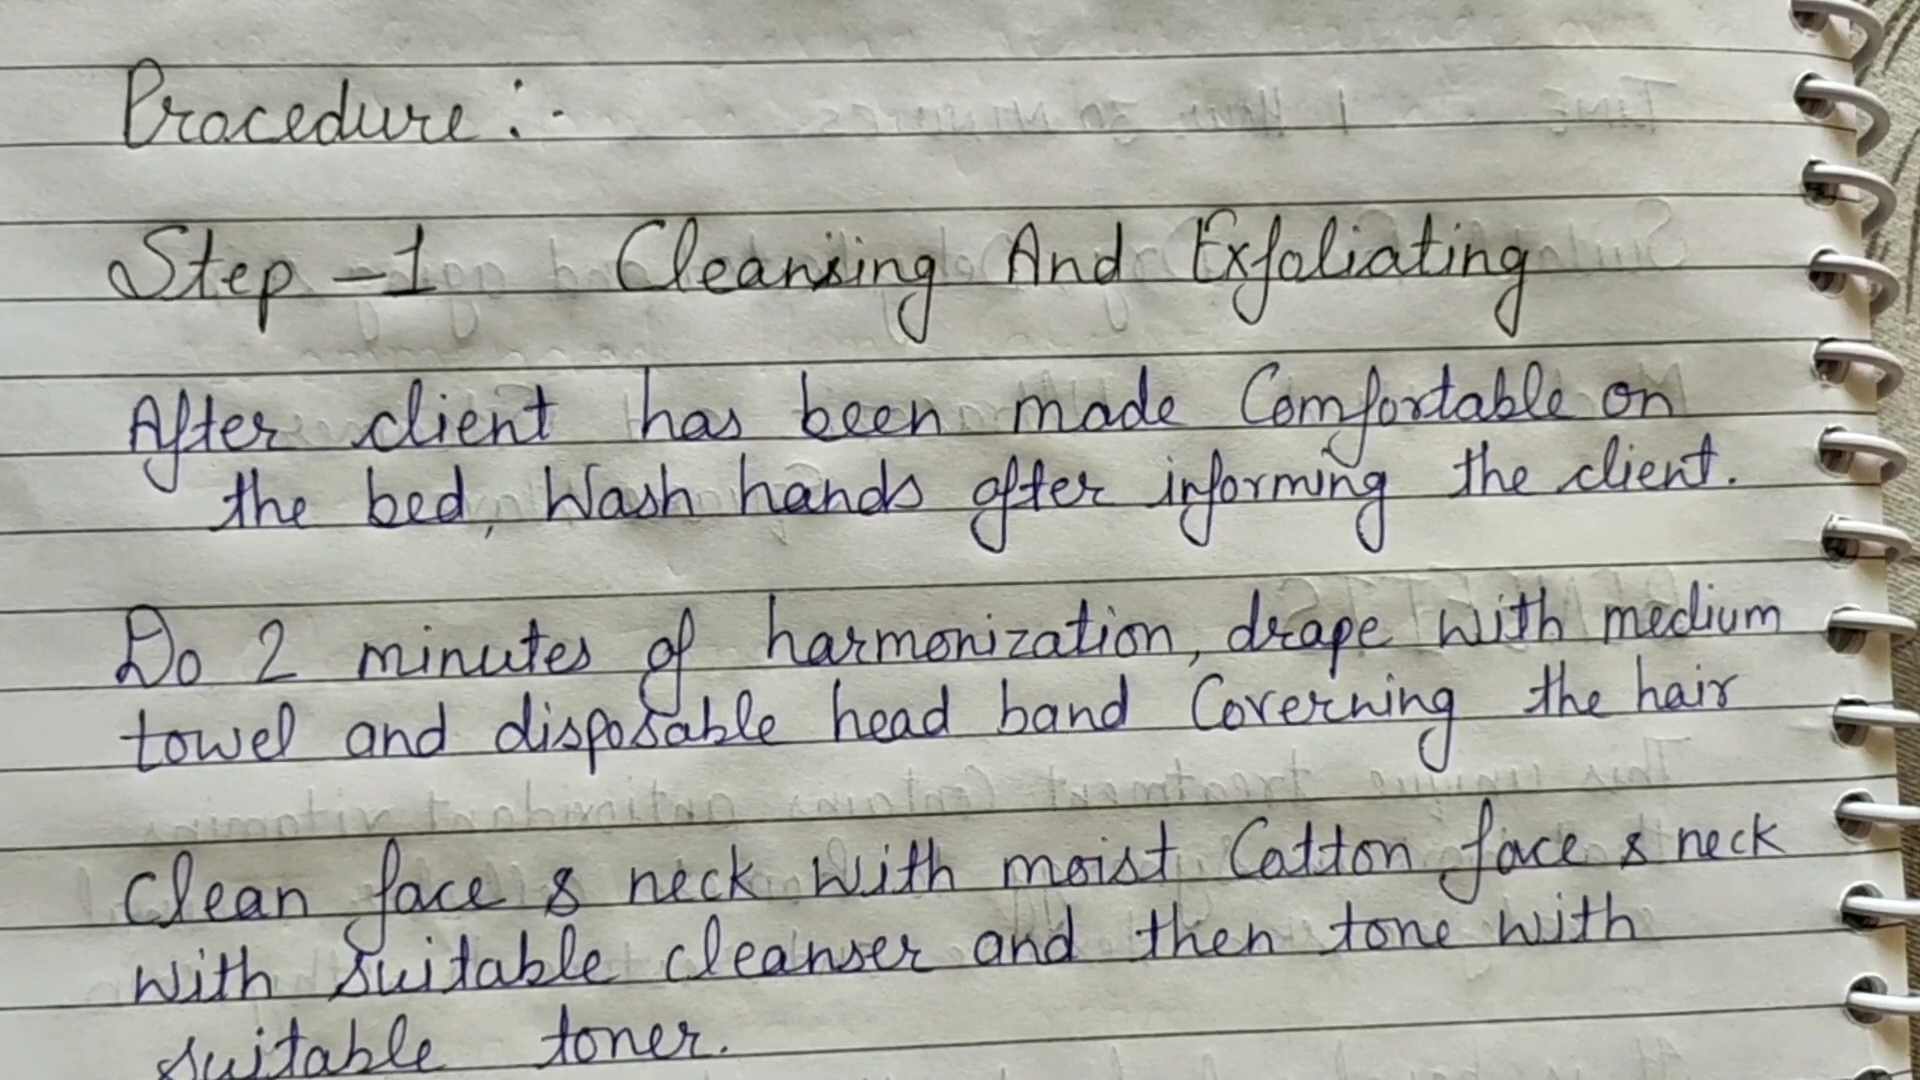 Procedure :-
Step -1 Cleansing And Exfoliating
After client has been made Comfortable on
the bed, Wash hands after informing the client.
Do 2 minutes of harmonization, drape with medium
towel and disposable head band Coverning the hair
Clean face & neck with moist Cotton face & neck
with suitable cleanser and then tone with
suitable toner.